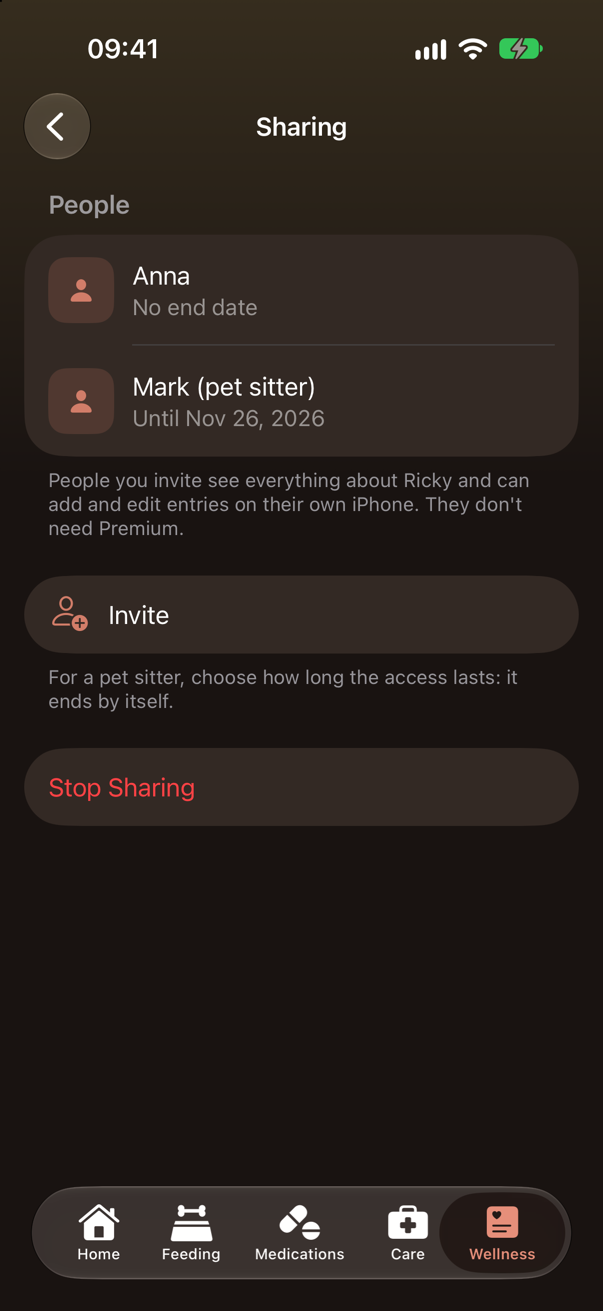 09:41
Sharing
People
Anna
No end date
Mark (pet sitter)
Until Nov 26, 2026
People you invite see everything about Ricky and can
add and edit entries on their own iPhone. They don't
need Premium.
Invite
For a pet sitter, choose how long the access lasts: it
ends by itself.
Stop Sharing
Home
Feeding
Medications
Care
Wellness